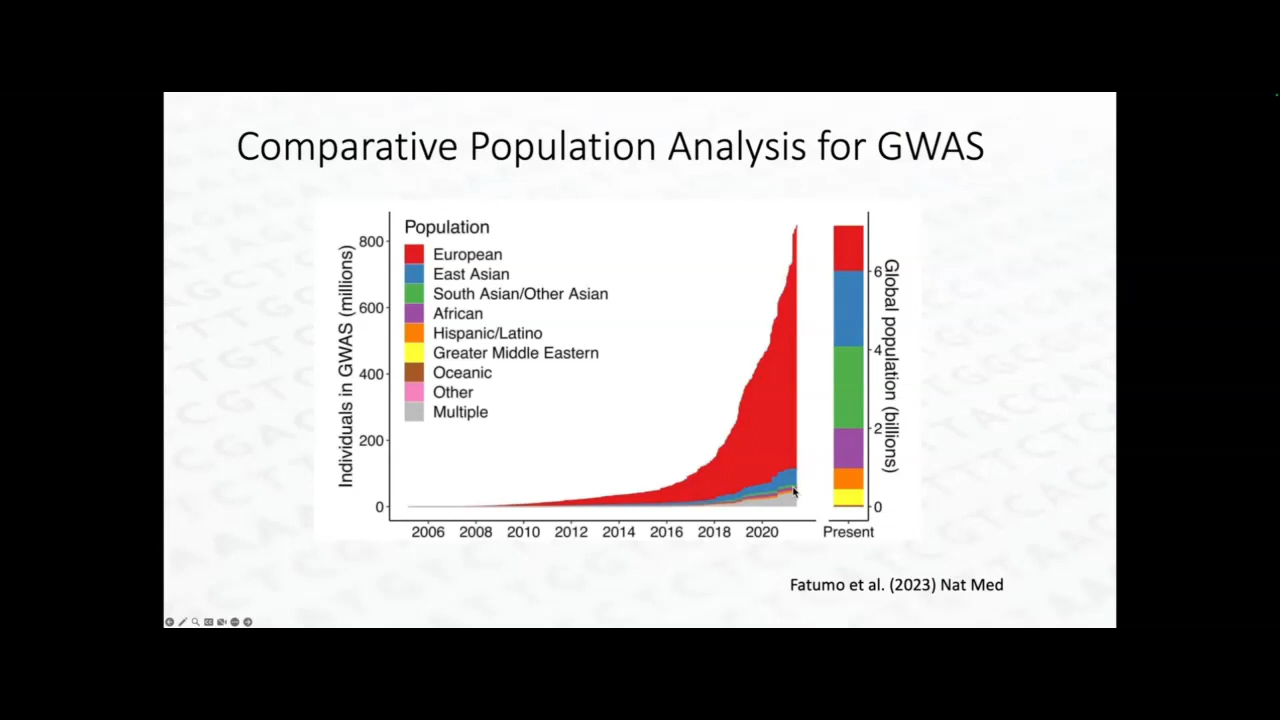 Comparative Population Analysis for GWAS
Population
European
East Asian
South Asian/Other Asian
African
Hispanic/Latino
Greater Middle Eastern
Oceanic
Other
Multiple
Individuals in GWAS (millions)
800
600
400
200
0
2006 2008 2010 2012 2014 2016 2018 2020
6
4
2
0
Global population (billions)
Present
Fatumo et al. (2023) Nat Med